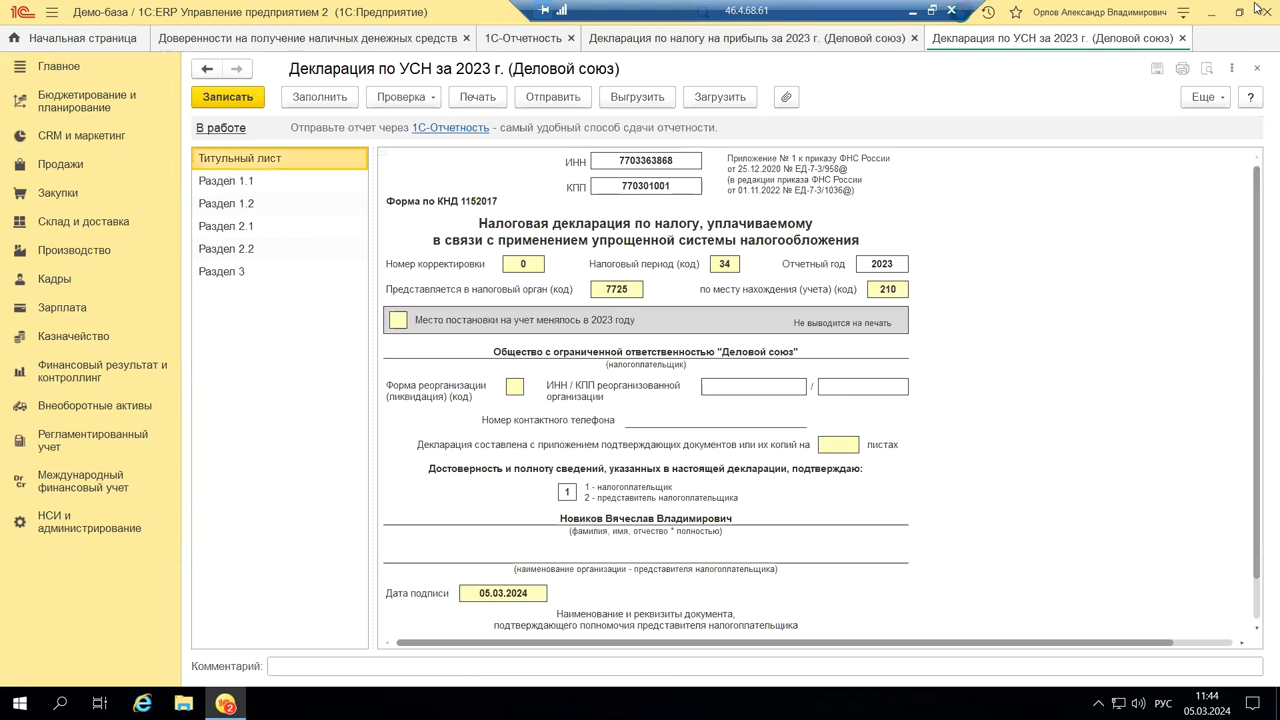 Демо-база / 1С:ERP Управление предприятием 2 (1С:Предприятие)
46.4.68.61
Орлов Александр Владимирович
Начальная страница
Доверенности на получение наличных денежных средств
1С-Отчетность
Декларация по налогу на прибыль за 2023 г. (Деловой союз)
Декларация по УСН за 2023 г. (Деловой союз)
Главное
Бюджетирование и
планирование
CRM и маркетинг
Продажи
Закупки
Склад и доставка
Производство
Кадры
Зарплата
Казначейство
Финансовый результат и
контроллинг
Внеоборотные активы
Регламентированный
учет
Dr
Cr
Международный
финансовый учет
НСИ и
администрирование
Декларация по УСН за 2023 г. (Деловой союз)
Записать
Заполнить
Проверка
Печать
Отправить
Выгрузить
Загрузить
Еще
?
В работе
Отправьте отчет через 1С-Отчетность - самый удобный способ сдачи отчетности.
Титульный лист
Раздел 1.1
Раздел 1.2
Раздел 2.1
Раздел 2.2
Раздел 3
ИНН 7703363868
КПП 770301001
Приложение № 1 к приказу ФНС России
от 25.12.2020 № ЕД-7-3/958@
(в редакции приказа ФНС России
от 01.11.2022 № ЕД-7-3/1036@)
Форма по КНД 1152017
Налоговая декларация по налогу, уплачиваемому
в связи с применением упрощенной системы налогообложения
Номер корректировки 0 Налоговый период (код) 34 Отчетный год 2023
Представляется в налоговый орган (код) 7725 по месту нахождения (учета) (код) 210
Место постановки на учет менялось в 2023 году Не выводится на печать
Общество с ограниченной ответственностью "Деловой союз"
(налогоплательщик)
Форма реорганизации
(ликвидация) (код)
ИНН / КПП реорганизованной
организации
/
Номер контактного телефона
Декларация составлена с приложением подтверждающих документов или их копий на листах
Достоверность и полноту сведений, указанных в настоящей декларации, подтверждаю:
1
1 - налогоплательщик
2 - представитель налогоплательщика
Новиков Вячеслав Владимирович
(фамилия, имя, отчество * полностью)
(наименование организации - представителя налогоплательщика)
Дата подписи 05.03.2024
Наименование и реквизиты документа,
подтверждающего полномочия представителя налогоплательщика
Комментарий:
2
РУС
11:44
05.03.2024